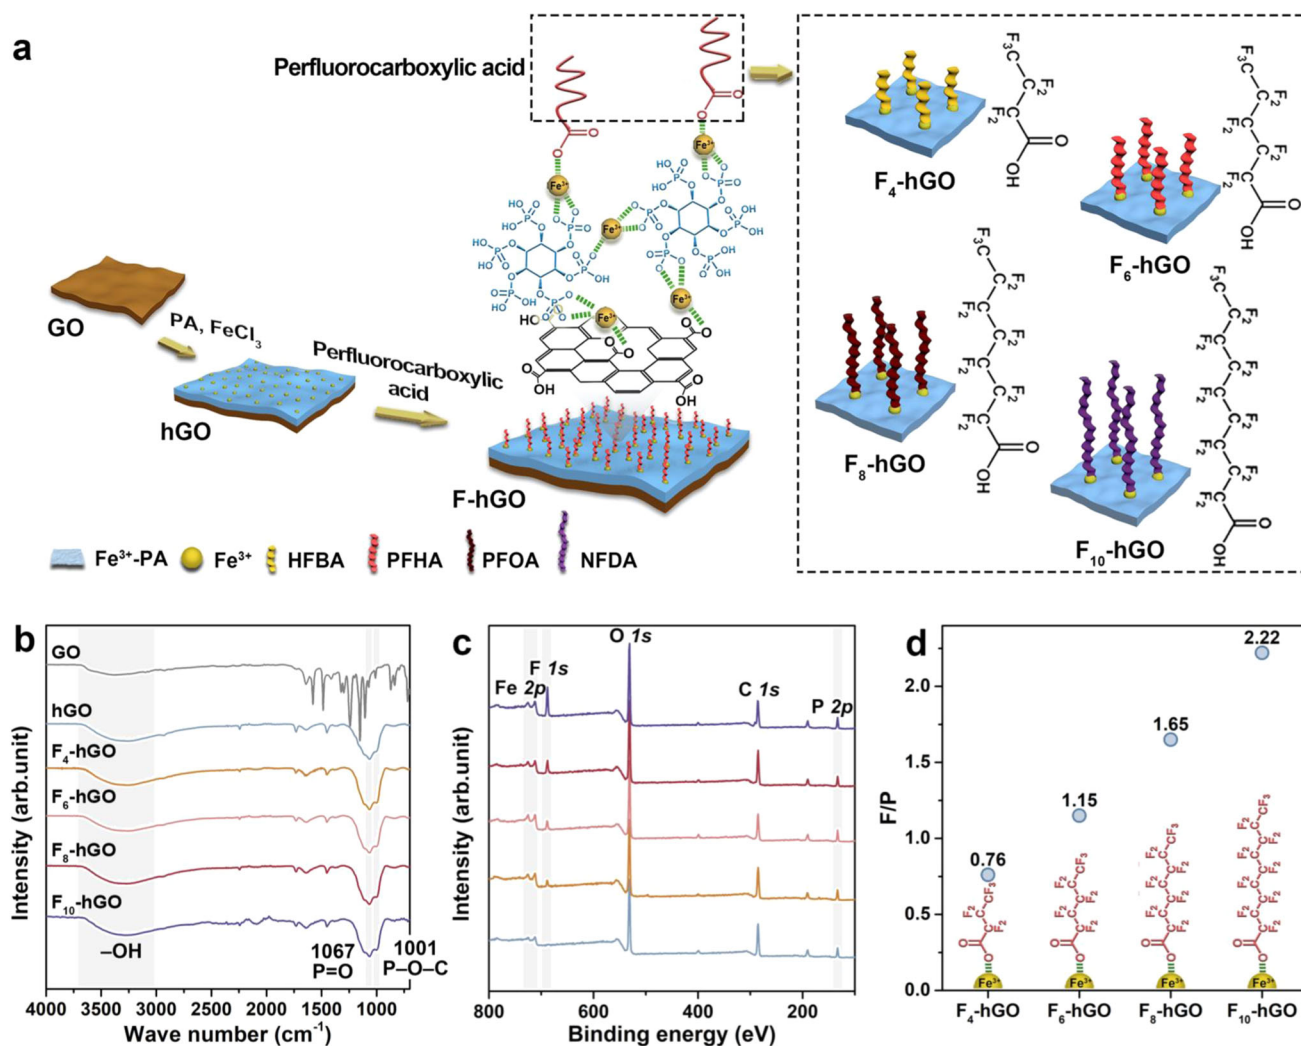 a
Perfluorocarboxylic acid
GO
PA, FeCl₃
hGO
Perfluorocarboxylic
acid
F-hGO
F₄-hGO
F₆-hGO
F₈-hGO
F₁₀-hGO
Fe³⁺-PA
Fe³⁺
HFBA
PFHA
PFOA
NFDA
b
GO
hGO
F₄-hGO
F₆-hGO
F₈-hGO
F₁₀-hGO
–OH
1067
P=O
1001
P–O–C
Intensity (arb.unit)
4000 3500 3000 2500 2000 1500 1000
Wave number (cm⁻¹)
c
O 1s
F 1s
Fe 2p
C 1s
P 2p
Intensity (arb.unit)
800 600 400 200
Binding energy (eV)
d
2.22
1.65
1.15
0.76
F/P
2.0
1.5
1.0
0.5
0.0
Fe³⁺ Fe³⁺ Fe³⁺ Fe³⁺
F₄-hGO F₆-hGO F₈-hGO F₁₀-hGO